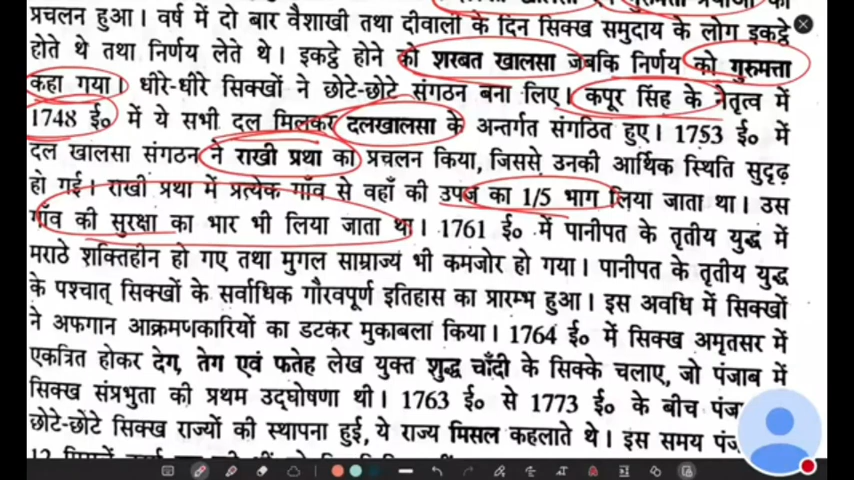 प्रचलन हुआ। वर्ष में दो बार वैशाखी तथा दीवाली के दिन सिक्ख समुदाय के लोग इकट्ठे
होते थे तथा निर्णय लेते थे। इकट्ठे होने को शरबत खालसा जबकि निर्णय को गुरुमत्ता
कहा गया। धीरे-धीरे सिक्खों ने छोटे-छोटे संगठन बना लिए। कपूर सिंह के नेतृत्व में
1748 ई० में ये सभी दल मिलकर दलखालसा के अन्तर्गत संगठित हुए। 1753 ई० में
दल खालसा संगठन ने राखी प्रथा को प्रचलन किया, जिससे उनकी आर्थिक स्थिति सुदृढ़
हो गई। राखी प्रथा में प्रत्येक गाँव से वहाँ की उपज का 1/5 भाग लिया जाता था। उस
गाँव की सुरक्षा का भार भी लिया जाता था। 1761 ई० में पानीपत के तृतीय युद्ध में
मराठे शक्तिहीन हो गए तथा मुगल साम्राज्य भी कमजोर हो गया। पानीपत के तृतीय युद्ध
के पश्चात् सिक्खों के सर्वाधिक गौरवपूर्ण इतिहास का प्रारम्भ हुआ। इस अवधि में सिक्खों
ने अफगान आक्रमणकारियों का डटकर मुकाबला किया। 1764 ई० में सिक्ख अमृतसर में
एकत्रित होकर देग, तेग एवं फतेह लेख युक्त शुद्ध चाँदी के सिक्के चलाए, जो पंजाब में
सिक्ख संप्रभुता की प्रथम उद्घोषणा थी। 1763 ई० से 1773 ई० के बीच
छोटे-छोटे सिक्ख राज्यों की स्थापना हुई, ये राज्य मिसल कहलाते थे। इस समय